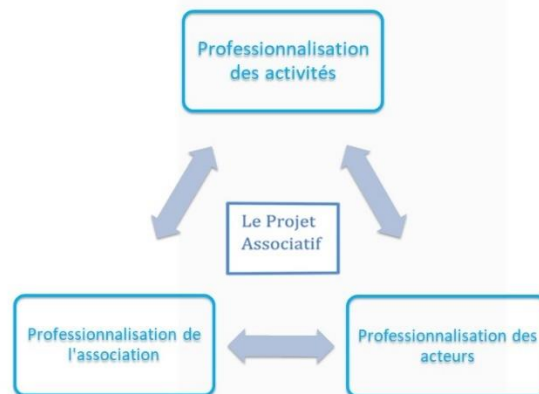 Professionnalisation
des activités
Le Projet
Associatif
Professionnalisation de
l'association
Professionnalisation des
acteurs